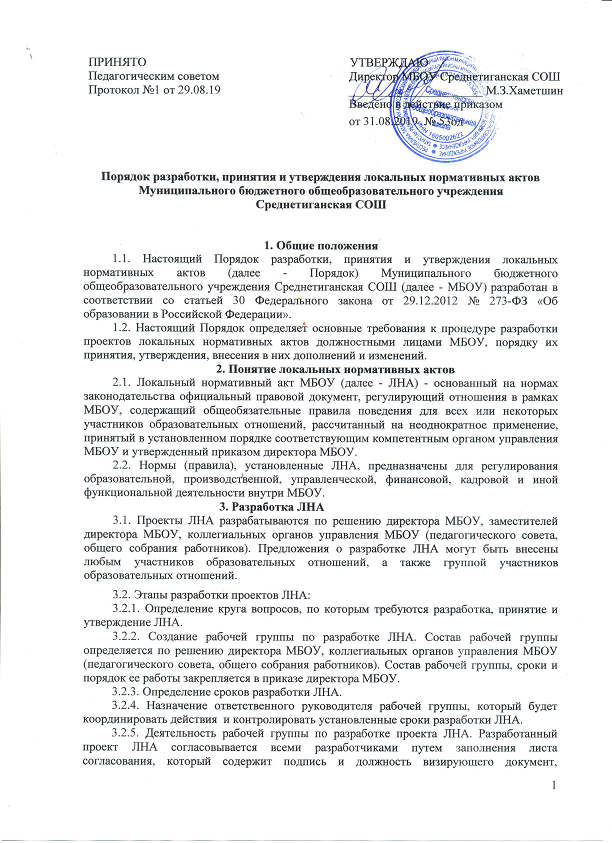 ПРИНЯТО
Педагогическим советом
Протокол №1 от 29.08.19
УТВЕРЖДАЮ
Директор МБОУ Среднетиганская СОШ
М.З.Хаметшин
Введено в действие приказом
от 31.08.2019 № 53од
Среднетиганская
общеобразовательная
школа
ИНН 1605002622
Порядок разработки, принятия и утверждения локальных нормативных актов
Муниципального бюджетного общеобразовательного учреждения
Среднетиганская СОШ
1. Общие положения
1.1. Настоящий Порядок разработки, принятия и утверждения локальных
нормативных актов (далее - Порядок) Муниципального бюджетного
общеобразовательного учреждения Среднетиганская СОШ (далее - МБОУ) разработан в
соответствии со статьей 30 Федерального закона от 29.12.2012 № 273-ФЗ «Об
образовании в Российской Федерации».
1.2. Настоящий Порядок определяет основные требования к процедуре разработки
проектов локальных нормативных актов должностными лицами МБОУ, порядку их
принятия, утверждения, внесения в них дополнений и изменений.
2. Понятие локальных нормативных актов
2.1. Локальный нормативный акт МБОУ (далее - ЛНА) - основанный на нормах
законодательства официальный правовой документ, регулирующий отношения в рамках
МБОУ, содержащий общеобязательные правила поведения для всех или некоторых
участников образовательных отношений, рассчитанный на неоднократное применение,
принятый в установленном порядке соответствующим компетентным органом управления
МБОУ и утвержденный приказом директора МБОУ.
2.2. Нормы (правила), установленные ЛНА, предназначены для регулирования
образовательной, производственной, управленческой, финансовой, кадровой и иной
функциональной деятельности внутри МБОУ.
3. Разработка ЛНА
3.1. Проекты ЛНА разрабатываются по решению директора МБОУ, заместителей
директора МБОУ, коллегиальных органов управления МБОУ (педагогического совета,
общего собрания работников). Предложения о разработке ЛНА могут быть внесены
любым участников образовательных отношений, а также группой участников
образовательных отношений.
3.2. Этапы разработки проектов ЛНА:
3.2.1. Определение круга вопросов, по которым требуются разработка, принятие и
утверждение ЛНА.
3.2.2. Создание рабочей группы по разработке ЛНА. Состав рабочей группы
определяется по решению директора МБОУ, коллегиальных органов управления МБОУ
(педагогического совета, общего собрания работников). Состав рабочей группы, сроки и
порядок ее работы закрепляется в приказе директора МБОУ.
3.2.3. Определение сроков разработки ЛНА.
3.2.4. Назначение ответственного руководителя рабочей группы, который будет
координировать действия и контролировать установленные сроки разработки ЛНА.
3.2.5. Деятельность рабочей группы по разработке проекта ЛНА. Разработанный
проект ЛНА согласовывается всеми разработчиками путем заполнения листа
согласования, который содержит подпись и должность визирующего документ,
1